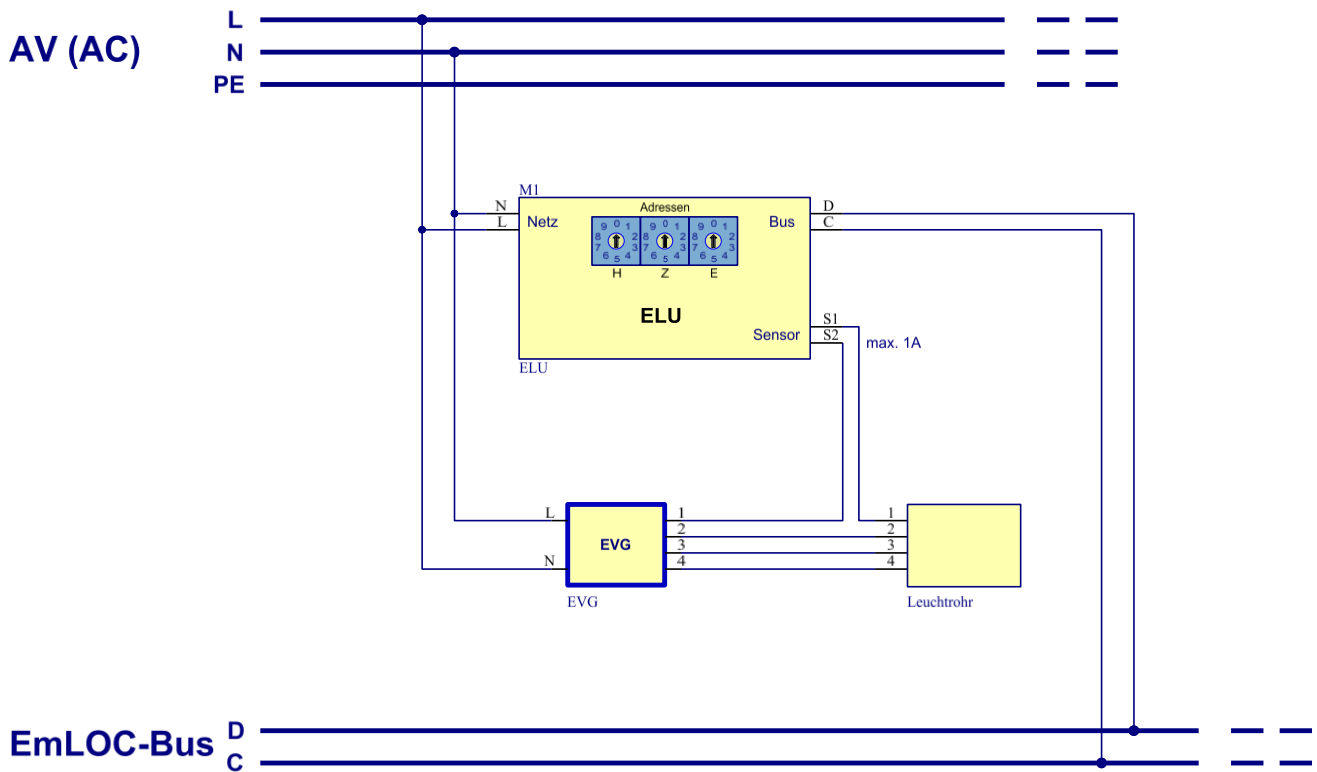 L
AV (AC)
N
PE
M1
N
L
Netz
Adressen
9 0 1 2 3 4 5 6 7 8
9 0 1 2 3 4 5 6 7 8
9 0 1 2 3 4 5 6 7 8
H Z E
Bus
D
C
ELU
Sensor
S1
S2
max. 1A
ELU
L
N
EVG
1
2
3
4
EVG
1
2
3
4
Leuchtrohr
EmLOC-Bus
D
C